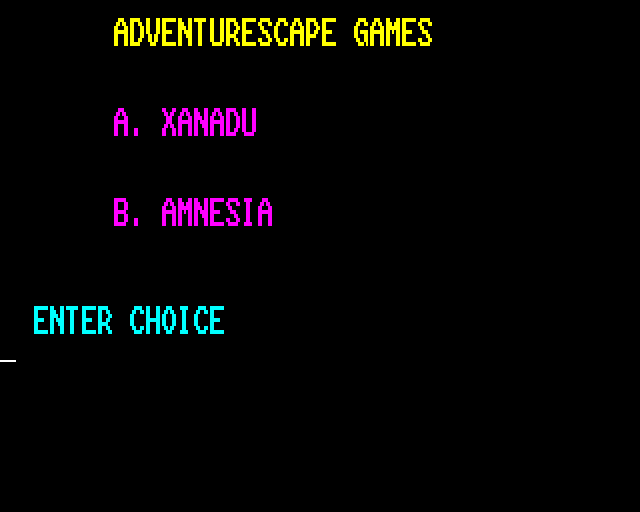 ADVENTURESCAPE GAMES
A. XANADU
B. AMNESIA
ENTER CHOICE